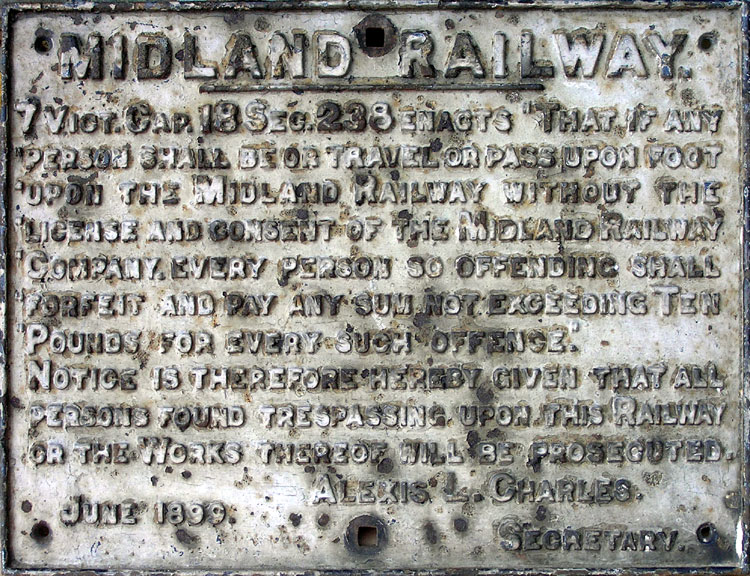 MIDLAND RAILWAY.
7 VICT. CAP. 18 SEC. 238 ENACTS "THAT IF ANY
"PERSON SHALL BE OR TRAVEL OR PASS UPON FOOT
"UPON THE MIDLAND RAILWAY WITHOUT THE
"LICENSE AND CONSENT OF THE MIDLAND RAILWAY
"COMPANY, EVERY PERSON SO OFFENDING SHALL
"FORFEIT AND PAY ANY SUM NOT EXCEEDING TEN
"POUNDS FOR EVERY SUCH OFFENCE."
NOTICE IS THEREFORE HEREBY GIVEN THAT ALL
PERSONS FOUND TRESPASSING UPON THIS RAILWAY
OR THE WORKS THEREOF WILL BE PROSECUTED.
ALEXIS L. CHARLES.
JUNE 1899
SECRETARY.